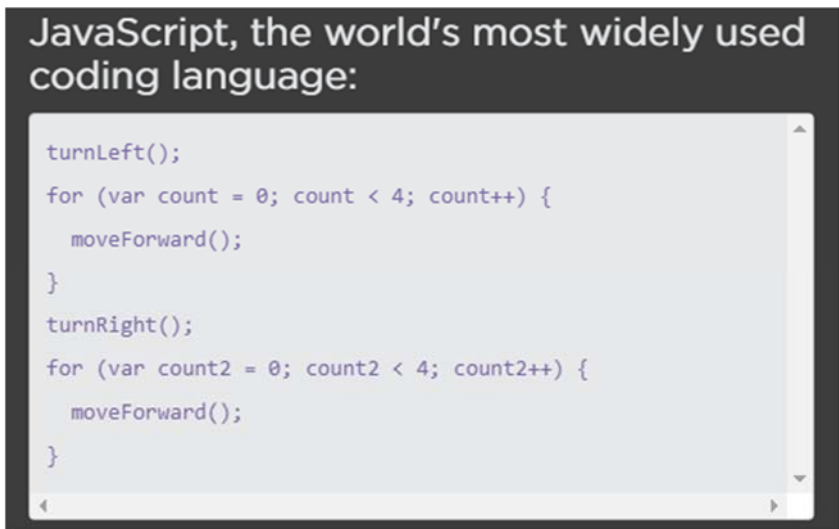 JavaScript, the world's most widely used
coding language:
turnLeft();
for (var count = 0; count < 4; count++) {
  moveForward();
}
turnRight();
for (var count2 = 0; count2 < 4; count2++) {
  moveForward();
}